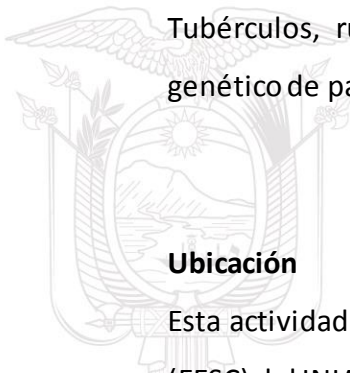 Tubérculos,
genético de
Ubicación
Esta actividad